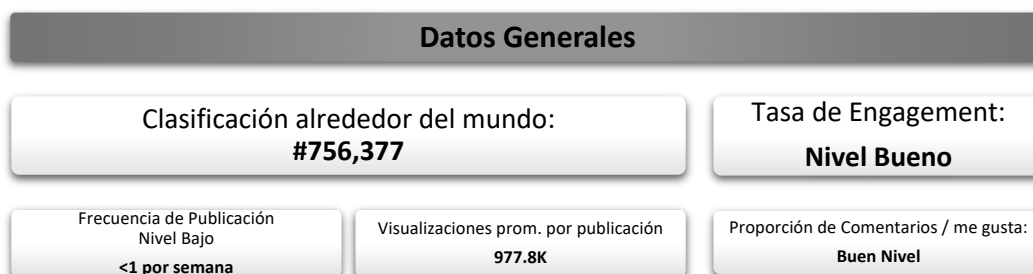 Datos Generales
Clasificación alrededor del mundo:
#756,377
Tasa de Engagement:
Nivel Bueno
Frecuencia de Publicación
Nivel Bajo
<1 por semana
Visualizaciones prom. por publicación
977.8K
Proporción de Comentarios / me gusta:
Buen Nivel